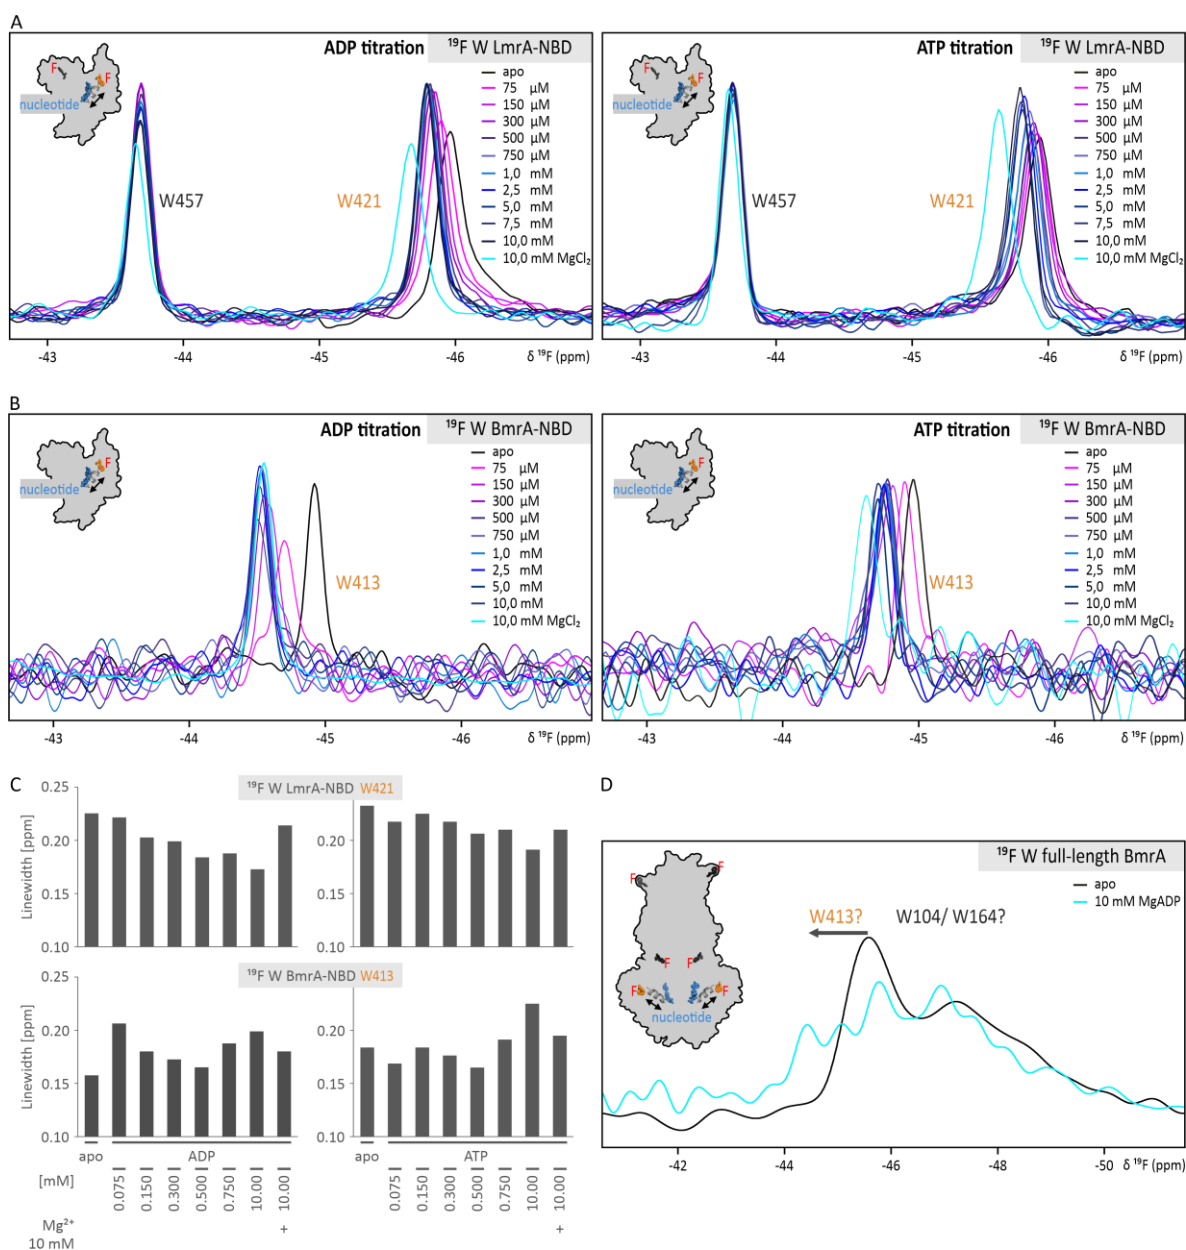 A
ADP titration
¹⁹F W LmrA-NBD
F
F
nucleotide
apo
75 µM
150 µM
300 µM
500 µM
750 µM
1,0 mM
2,5 mM
5,0 mM
7,5 mM
10,0 mM
10,0 mM MgCl₂
W457
W421
-43
-44
-45
-46
δ ¹⁹F (ppm)
ATP titration
¹⁹F W LmrA-NBD
F
F
nucleotide
apo
75 µM
150 µM
300 µM
500 µM
750 µM
1,0 mM
2,5 mM
5,0 mM
7,5 mM
10,0 mM
10,0 mM MgCl₂
W457
W421
-43
-44
-45
-46
δ ¹⁹F (ppm)
B
ADP titration
¹⁹F W BmrA-NBD
F
nucleotide
apo
75 µM
150 µM
300 µM
500 µM
750 µM
1,0 mM
2,5 mM
5,0 mM
10,0 mM
10,0 mM MgCl₂
W413
-43
-44
-45
-46
δ ¹⁹F (ppm)
ATP titration
¹⁹F W BmrA-NBD
F
nucleotide
apo
75 µM
150 µM
300 µM
500 µM
750 µM
1,0 mM
2,5 mM
5,0 mM
10,0 mM
10,0 mM MgCl₂
W413
-43
-44
-45
-46
δ ¹⁹F (ppm)
C
¹⁹F W LmrA-NBD W421
Linewidth [ppm]
0.25
0.20
0.15
0.10
¹⁹F W BmrA-NBD W413
Linewidth [ppm]
0.25
0.20
0.15
0.10
apo
ADP
apo
ATP
[mM]
0.075
0.150
0.300
0.500
0.750
10.00
10.00
0.075
0.150
0.300
0.500
0.750
10.00
10.00
Mg²⁺
10 mM
+
+
D
¹⁹F W full-length BmrA
apo
10 mM MgADP
F
F
F
F
F
F
nucleotide
W413?
W104/ W164?
-42
-44
-46
-48
-50
δ ¹⁹F (ppm)